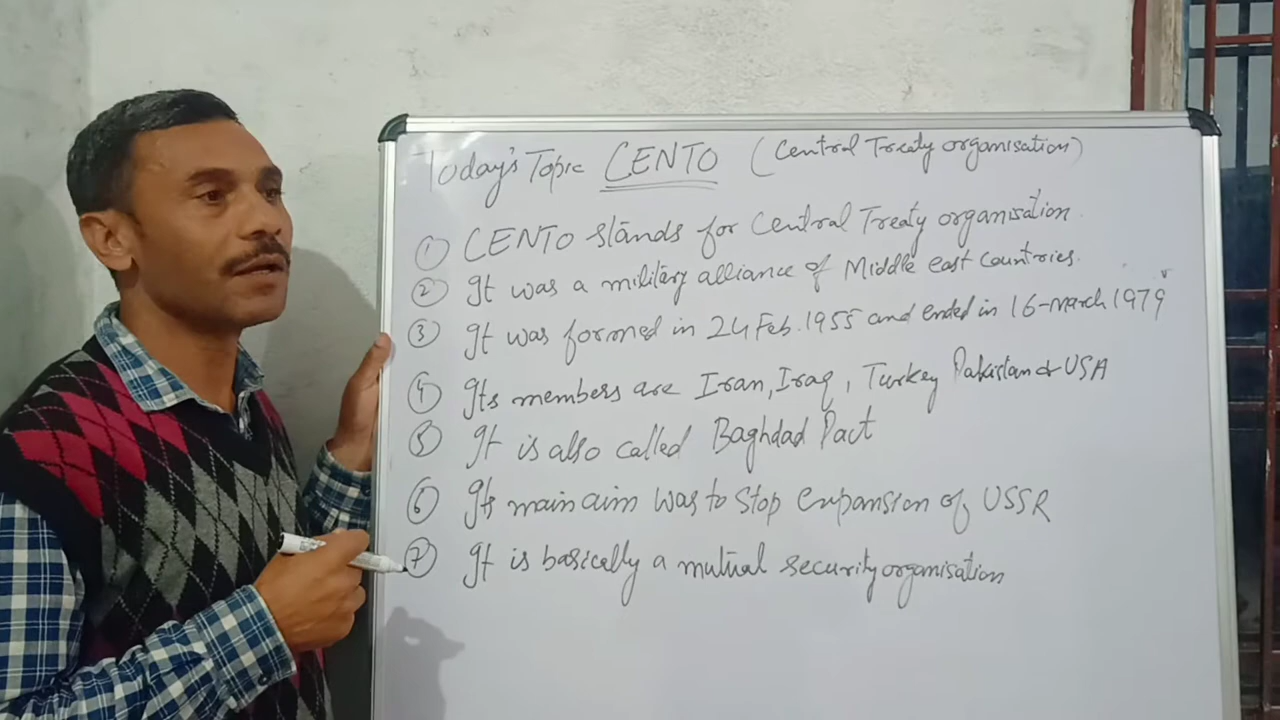 Today's Topic CENTO (Central Treaty organisation)
① CENTO stands for Central Treaty organisation
② It was a military alliance of Middle east countries.
③ It was formed in 24 Feb. 1955 and ended in 16-march 1979
④ Its members are Iran, Iraq, Turkey Pakistan & USA
⑤ It is also called Baghdad Pact
⑥ Its main aim was to stop expansion of USSR
⑦ It is basically a mutual security organisation